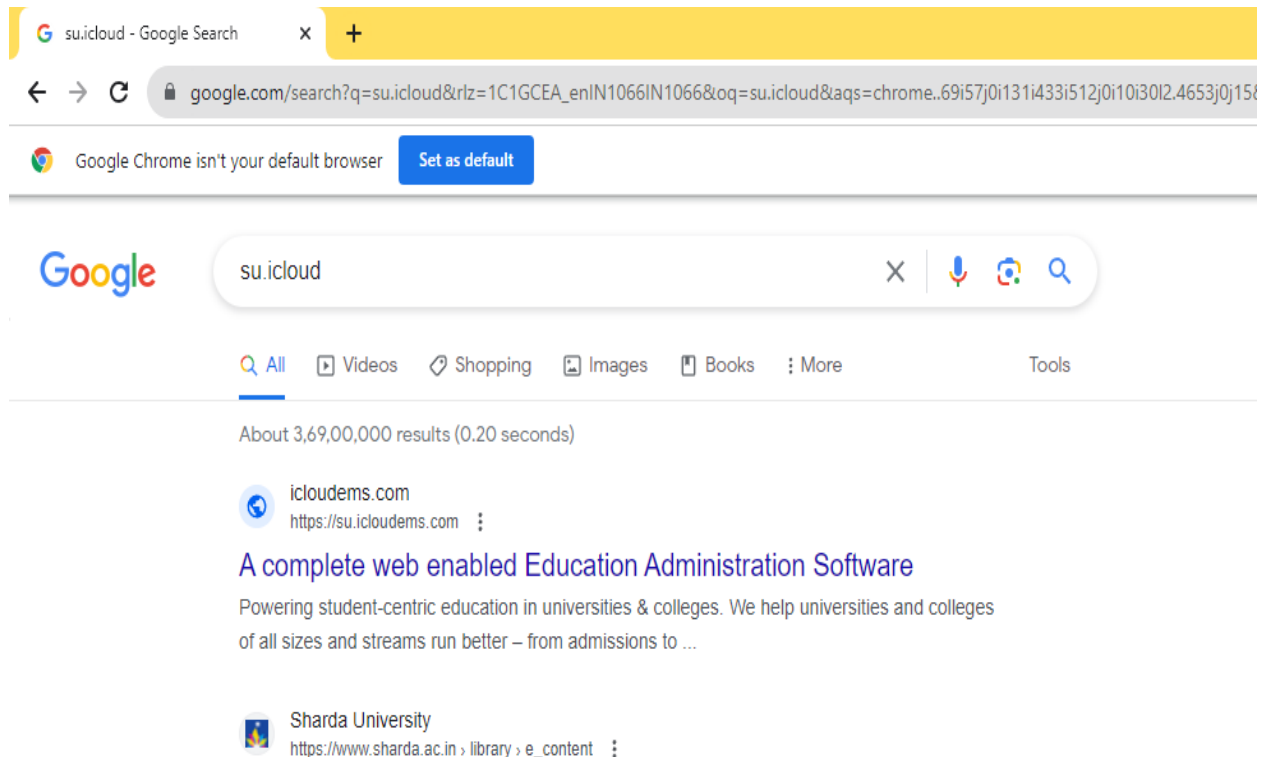 su.icloud - Google Search
google.com/search?q=su.icloud&rlz=1C1GCEA_enIN1066IN1066&oq=su.icloud&aqs=chrome..69i57j0i131i433i512j0i10i30l2.4653j0j15&
Google Chrome isn't your default browser Set as default
Google su.icloud
All Videos Shopping Images Books More Tools
About 3,69,00,000 results (0.20 seconds)
icloudems.com
https://su.icloudems.com
A complete web enabled Education Administration Software
Powering student-centric education in universities & colleges. We help universities and colleges
of all sizes and streams run better – from admissions to ...
Sharda University
https://www.sharda.ac.in › library › e_content